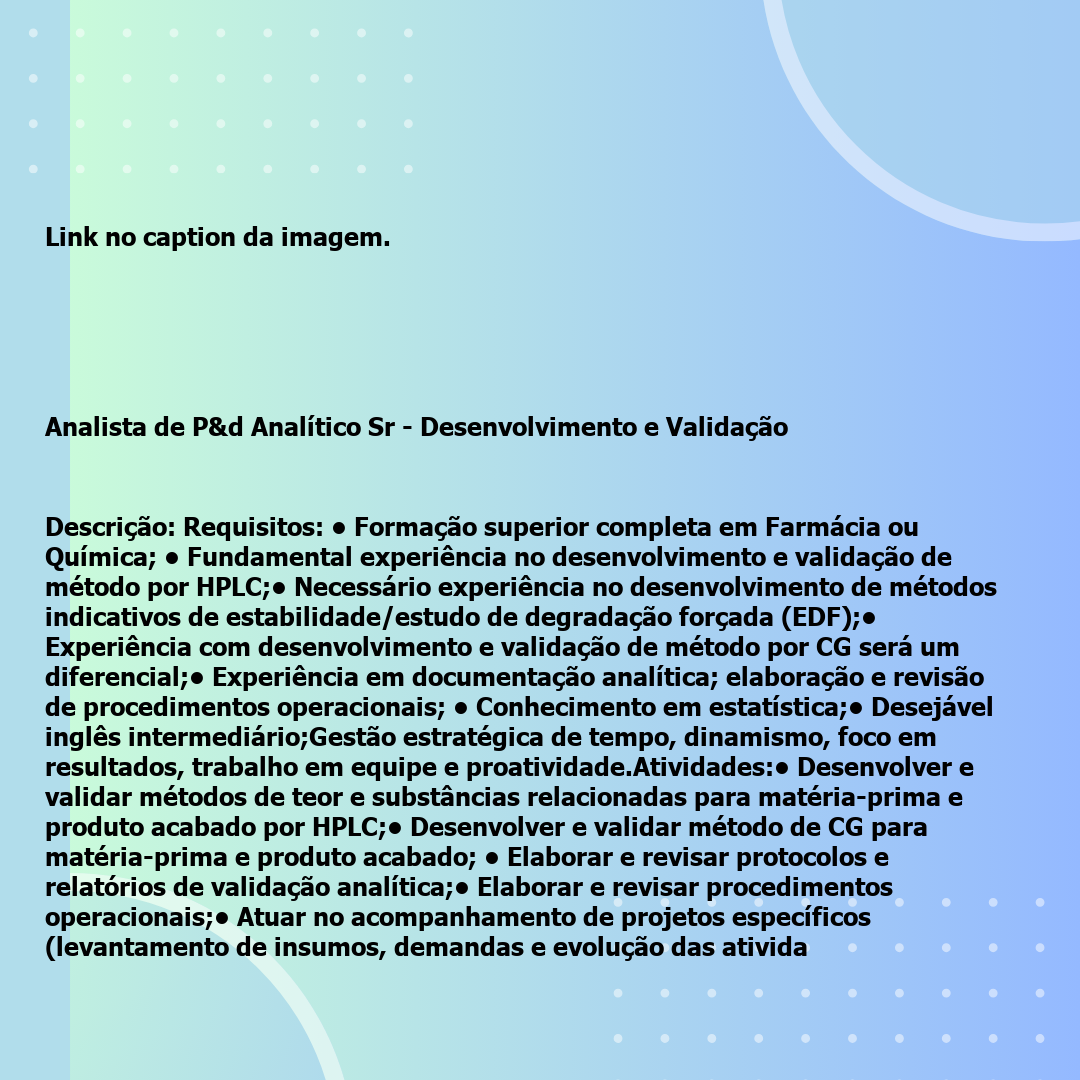 Link no caption da imagem.
Analista de P&d Analítico Sr - Desenvolvimento e Validação
Descrição: Requisitos: • Formação superior completa em Farmácia ou
Química; • Fundamental experiência no desenvolvimento e validação de
método por HPLC;• Necessário experiência no desenvolvimento de métodos
indicativos de estabilidade/estudo de degradação forçada (EDF);•
Experiência com desenvolvimento e validação de método por CG será um
diferencial;• Experiência em documentação analítica; elaboração e revisão
de procedimentos operacionais; • Conhecimento em estatística;• Desejável
inglês intermediário;Gestão estratégica de tempo, dinamismo, foco em
resultados, trabalho em equipe e proatividade.Atividades:• Desenvolver e
validar métodos de teor e substâncias relacionadas para matéria-prima e
produto acabado por HPLC;• Desenvolver e validar método de CG para
matéria-prima e produto acabado; • Elaborar e revisar protocolos e
relatórios de validação analítica;• Elaborar e revisar procedimentos
operacionais;• Atuar no acompanhamento de projetos específicos
(levantamento de insumos, demandas e evolução das ativida